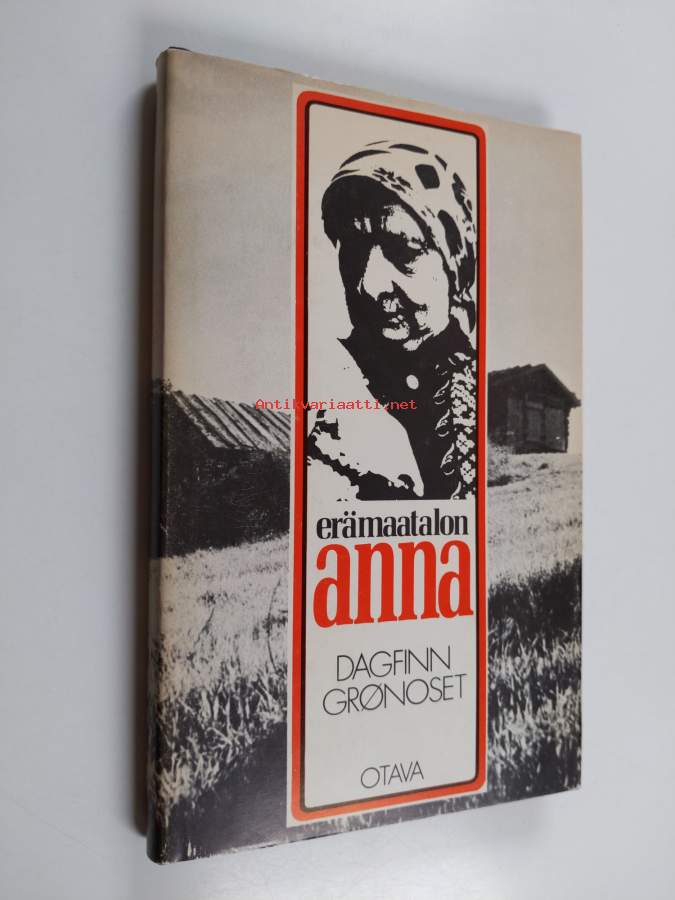 Antikvariaatti.net
erämaatalon
anna
DAGFINN
GRØNOSET
OTAVA